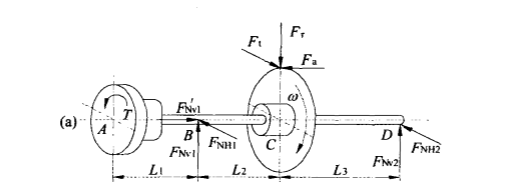 Fr
Ft
Fa
ω
(a) A T F'Nv1
B FNH1 C D FNH2
FNv1 FNv2
L1 L2 L3